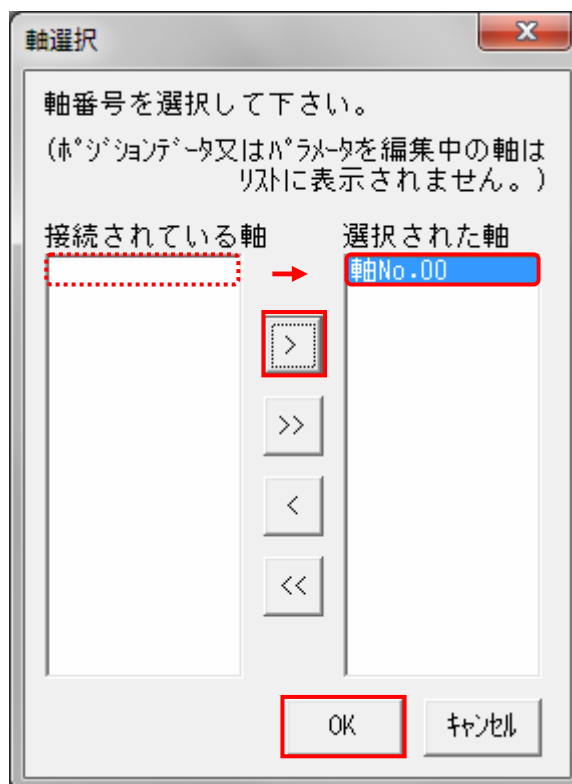 軸選択
軸番号を選択して下さい。
(ﾎﾟｼﾞｼｮﾝﾃﾞｰﾀ又はﾊﾟﾗﾒｰﾀを編集中の軸は
ﾘｽﾄに表示されません。)
接続されている軸
選択された軸
軸No.00
>
>>
<
<<
OK
ｷｬﾝｾﾙ